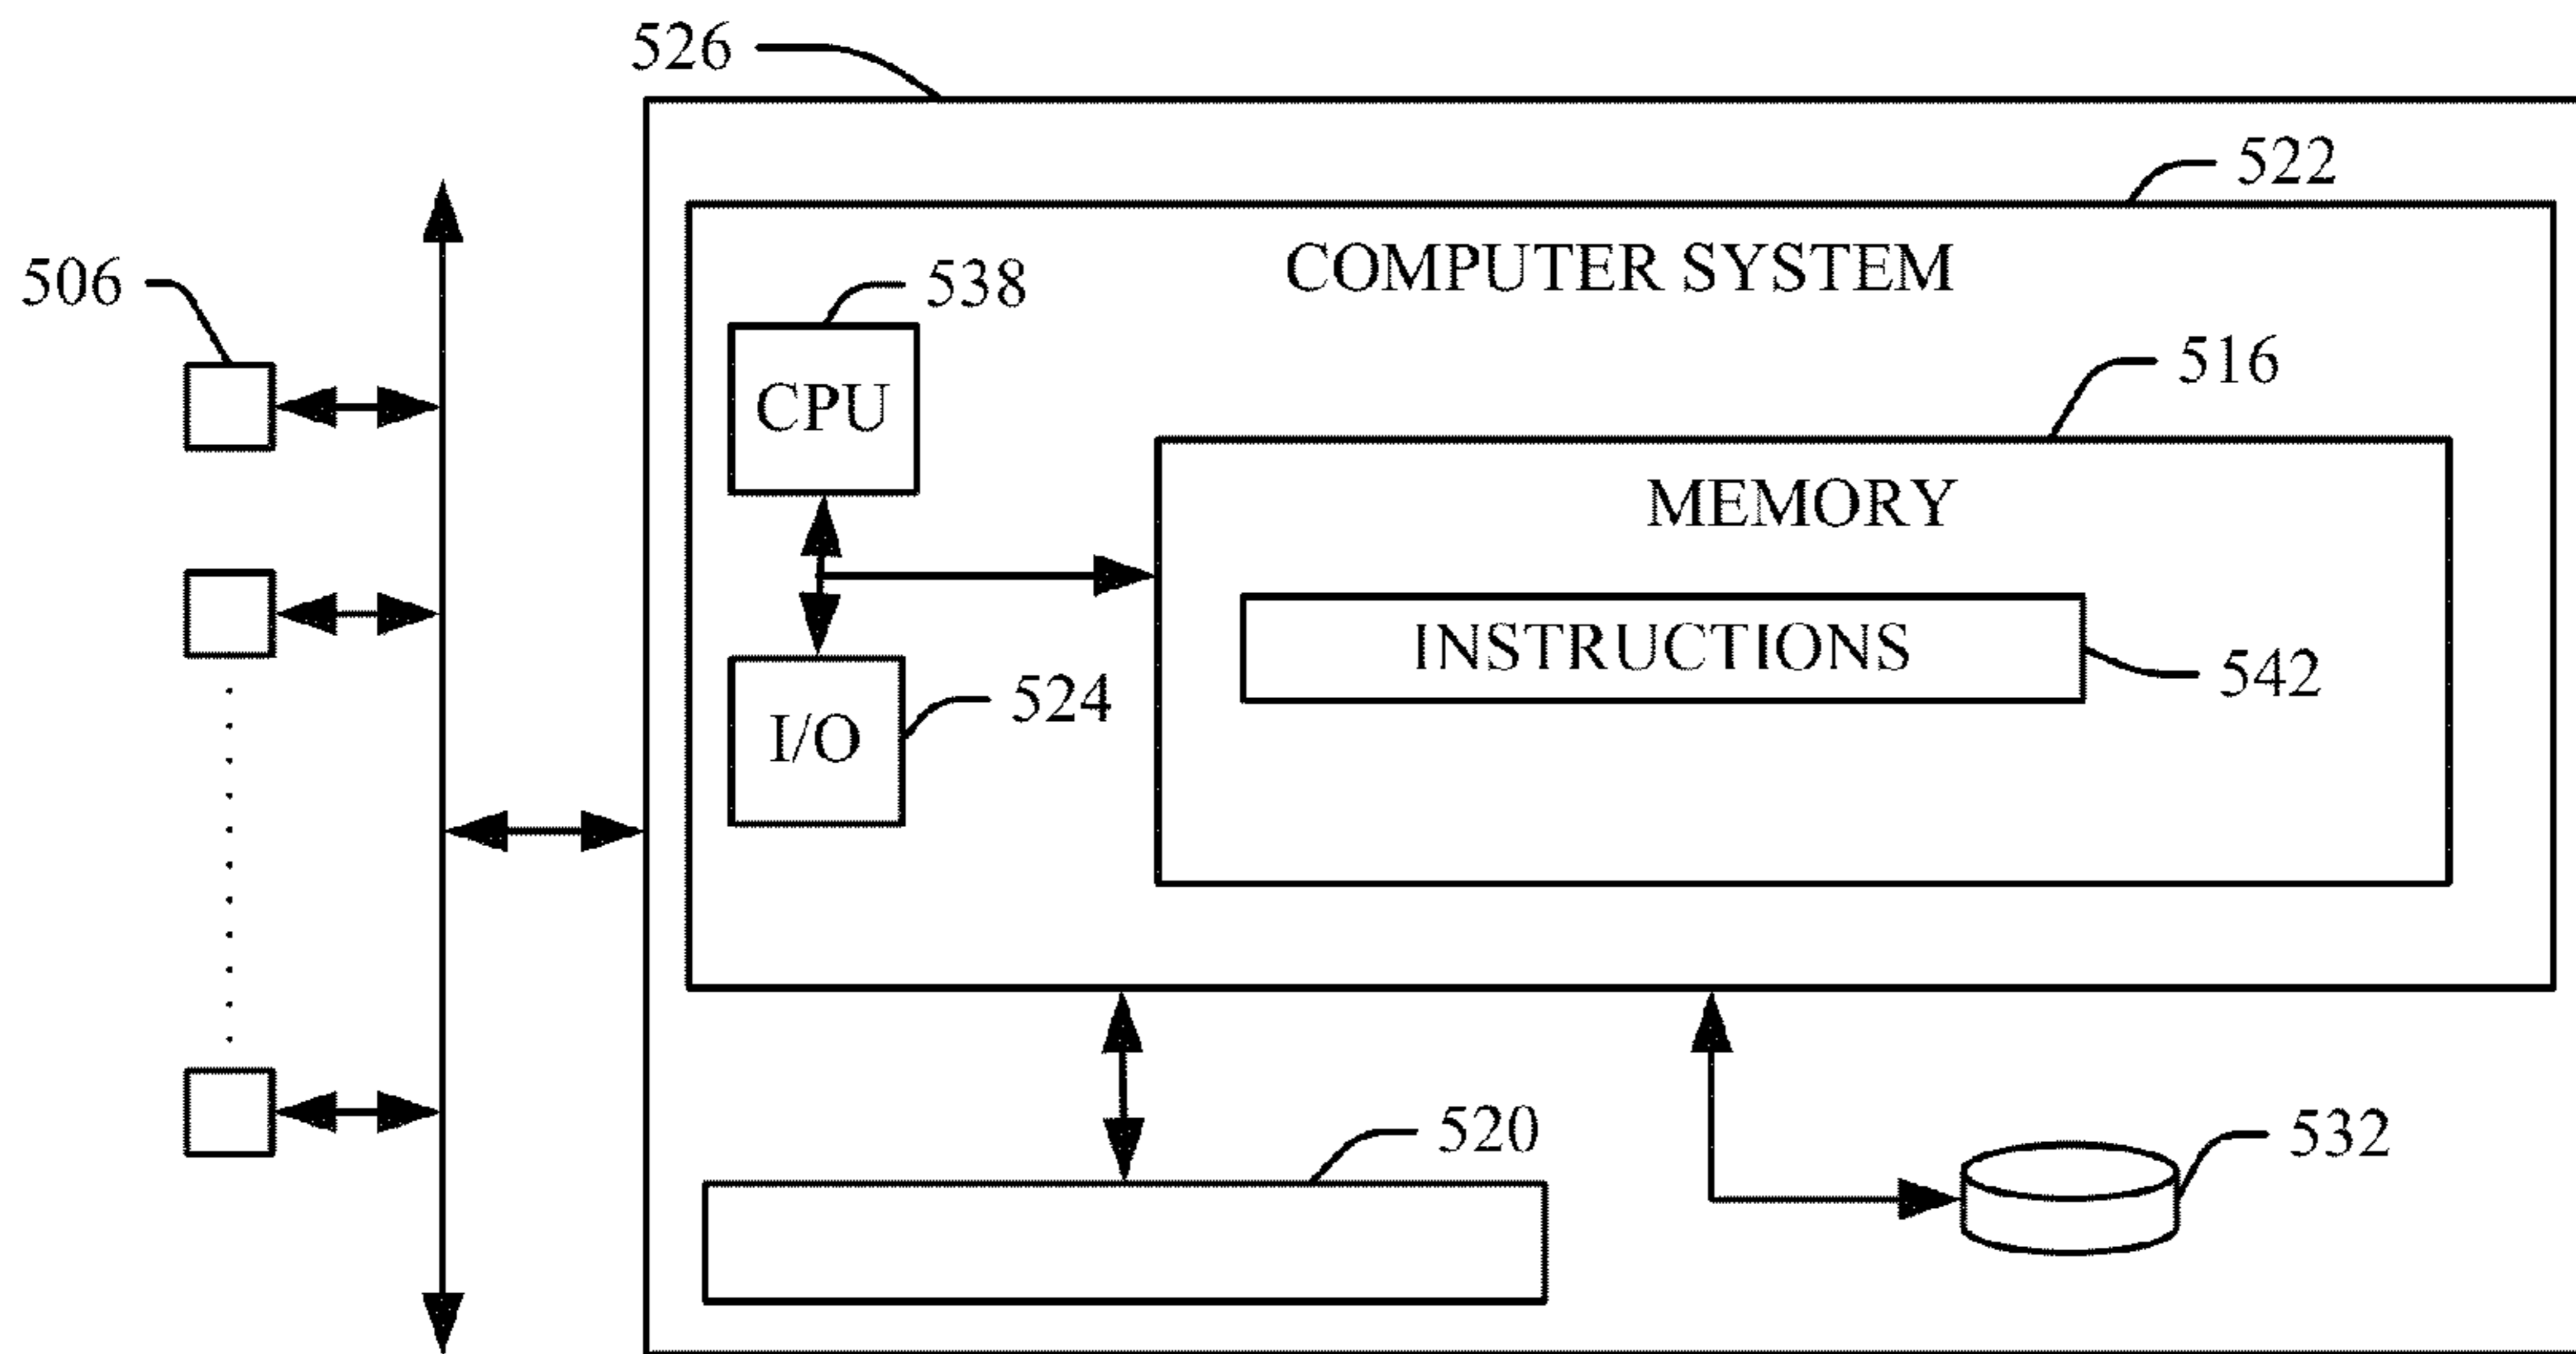 526
522
COMPUTER SYSTEM
506
538
516
CPU
MEMORY
INSTRUCTIONS
542
524
I/O
520
532